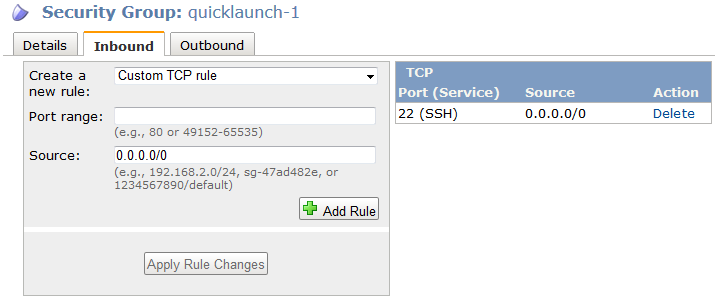 Security Group: quicklaunch-1
Details Inbound Outbound
Create a new rule: Custom TCP rule
Port range:
(e.g., 80 or 49152-65535)
Source: 0.0.0.0/0
(e.g., 192.168.2.0/24, sg-47ad482e, or
1234567890/default)
Add Rule
Apply Rule Changes
TCP
Port (Service) Source Action
22 (SSH) 0.0.0.0/0 Delete